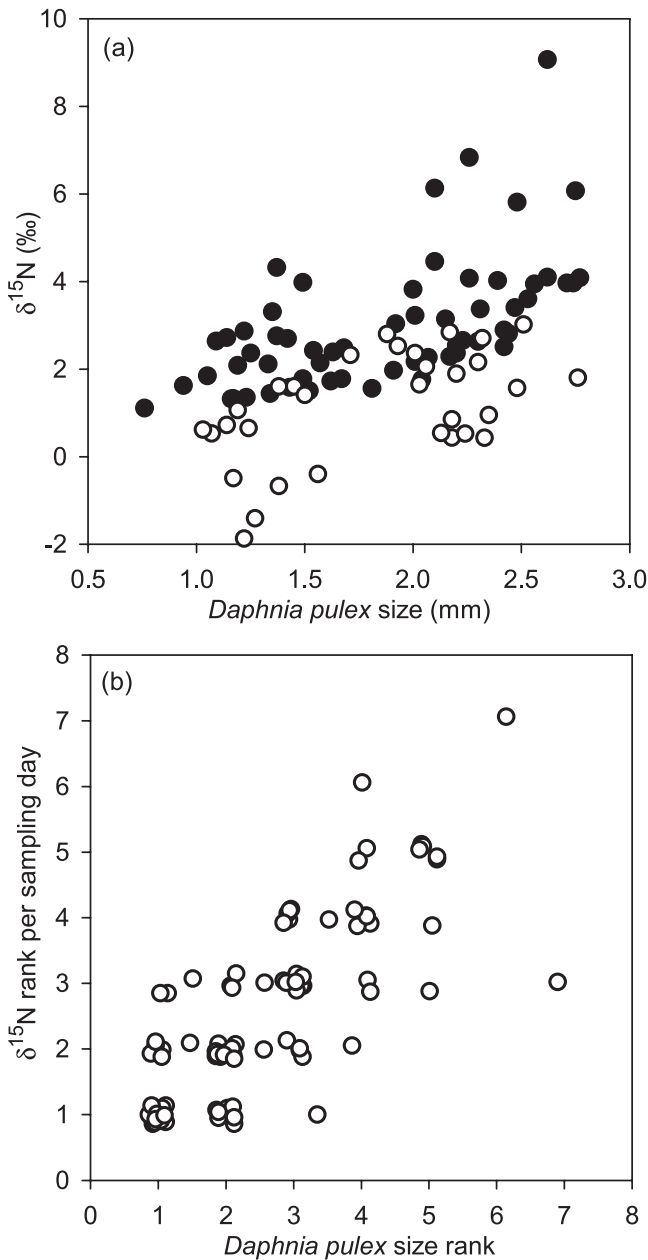 (a)
10
8
6
4
2
0
-2
δ¹⁵N (‰)
0.5 1.0 1.5 2.0 2.5 3.0
Daphnia pulex size (mm)
(b)
8
7
6
5
4
3
2
1
0
δ¹⁵N rank per sampling day
0 1 2 3 4 5 6 7 8
Daphnia pulex size rank